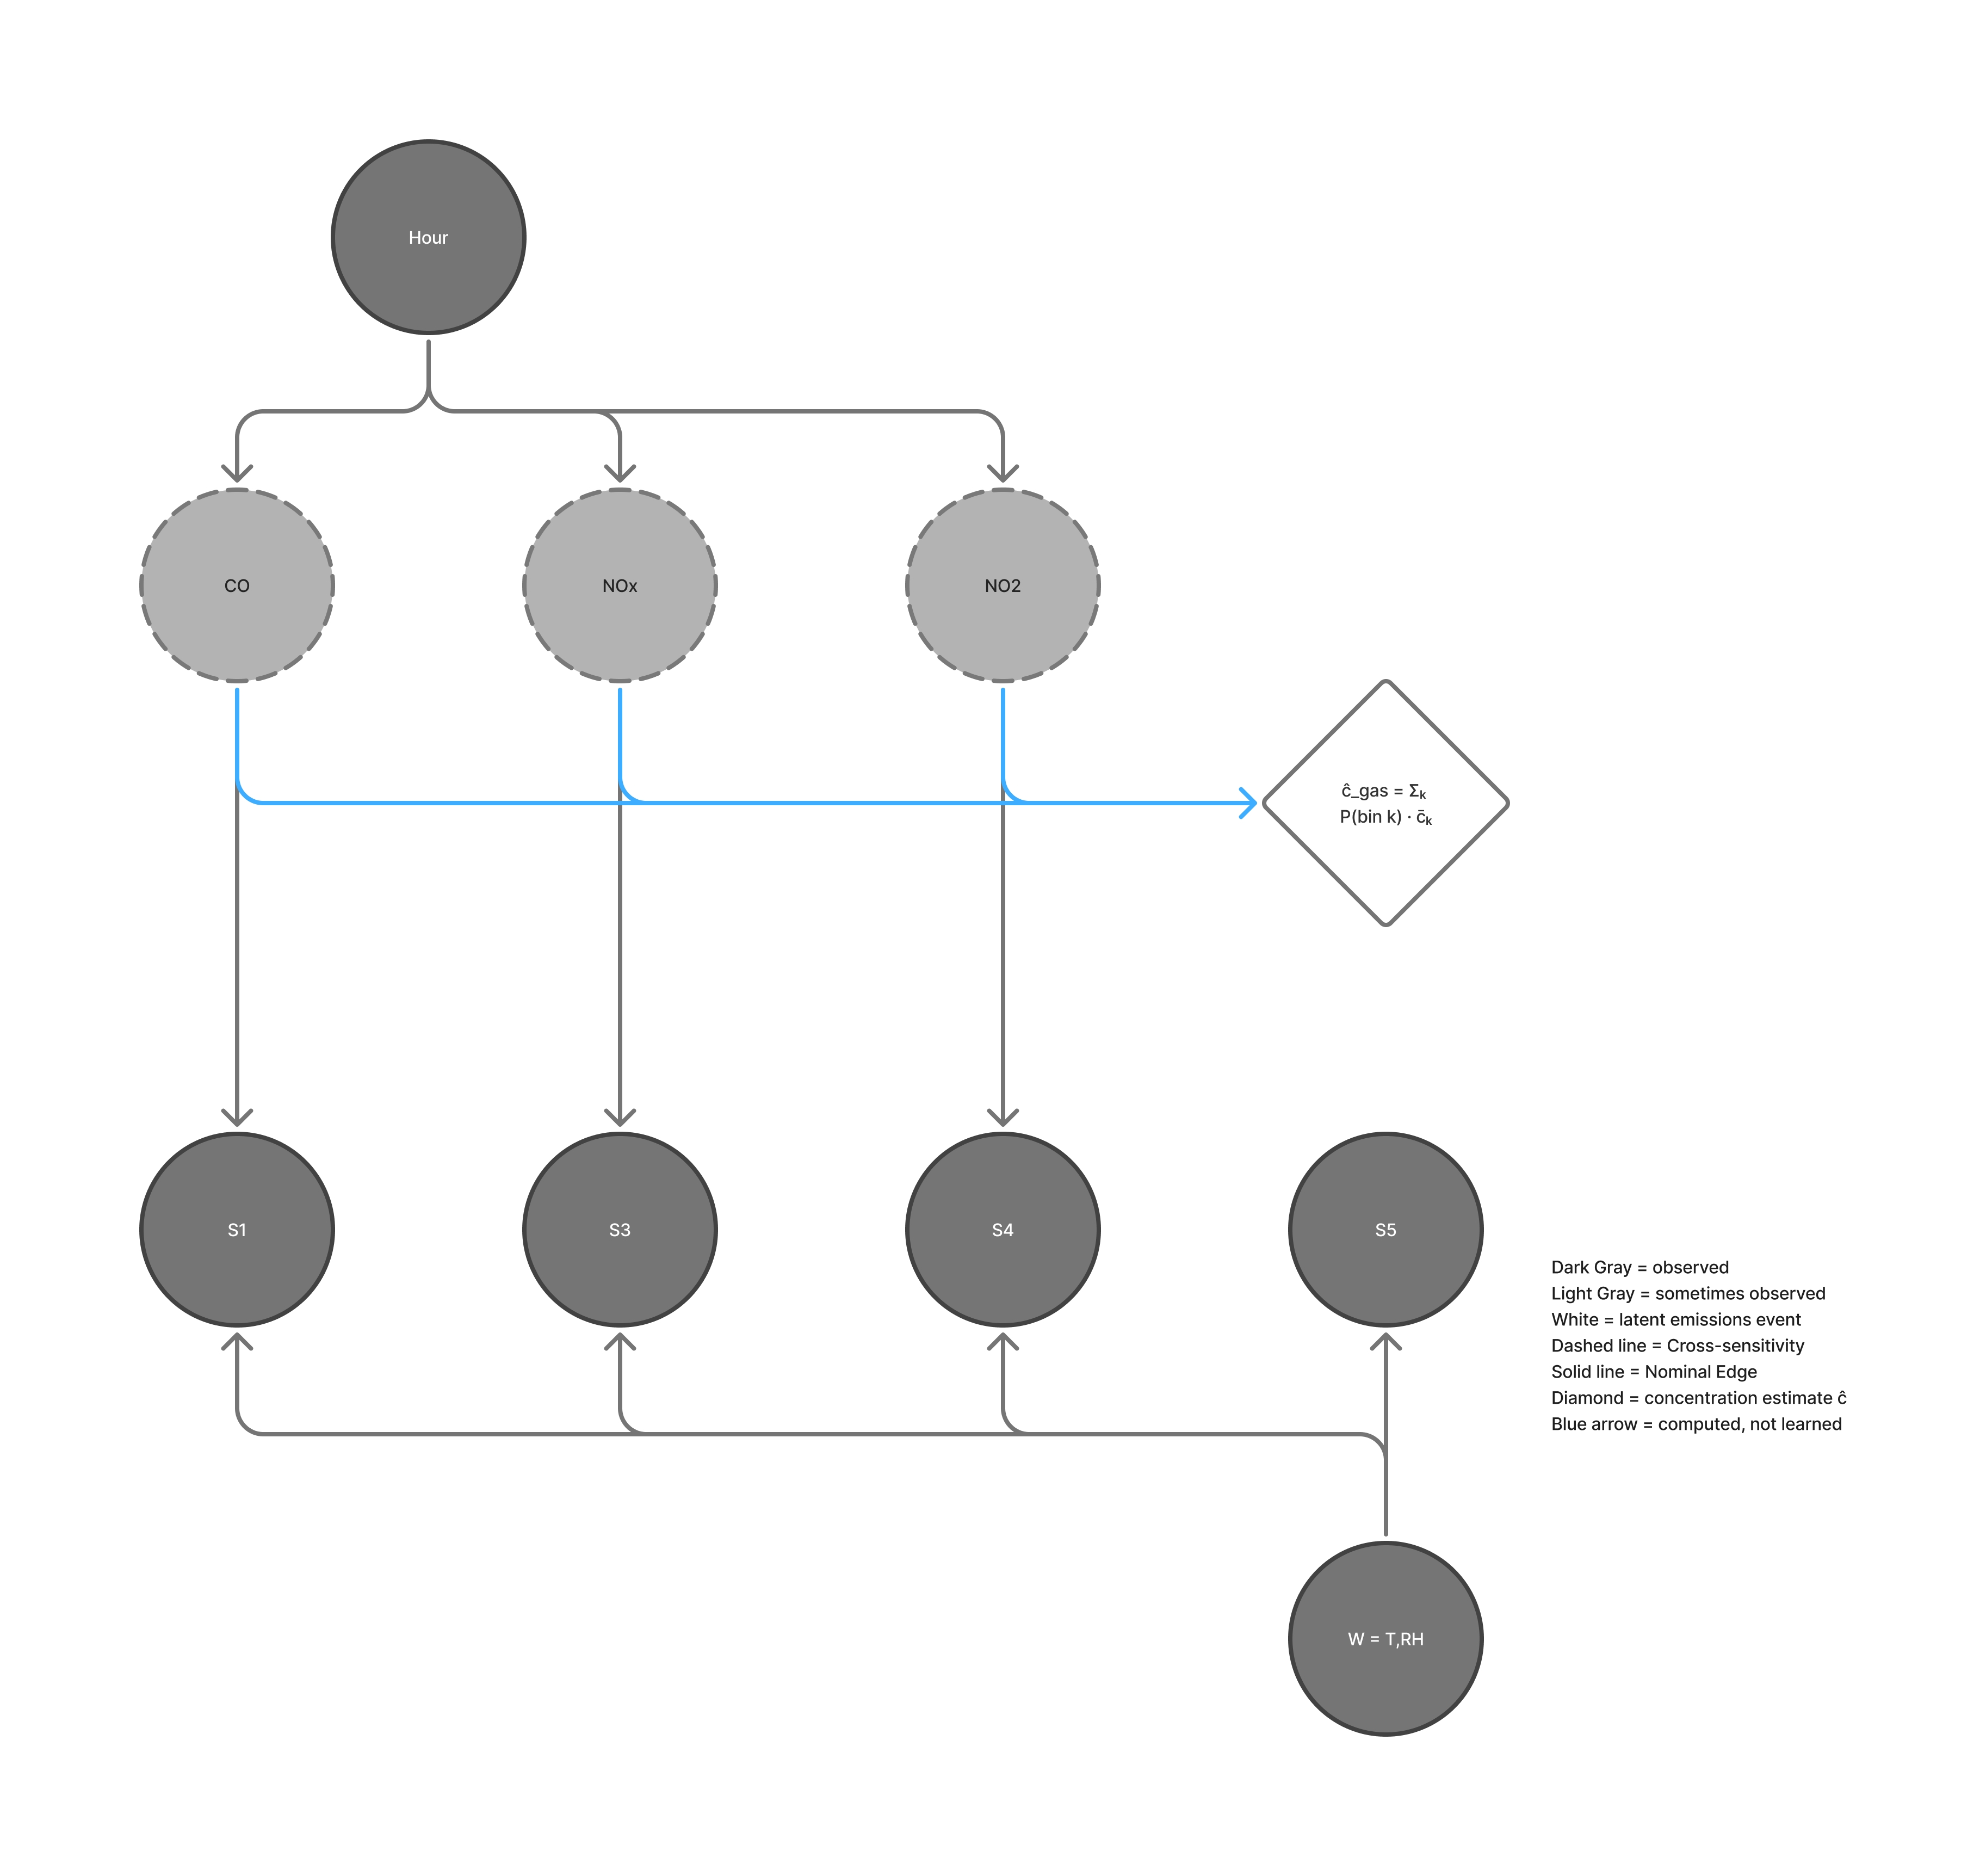 Hour
CO
NOx
NO2
ĉ_gas = Σₖ
P(bin k) · c̄ₖ
S1
S3
S4
S5
Dark Gray = observed
Light Gray = sometimes observed
White = latent emissions event
Dashed line = Cross-sensitivity
Solid line = Nominal Edge
Diamond = concentration estimate ĉ
Blue arrow = computed, not learned
W = T,RH